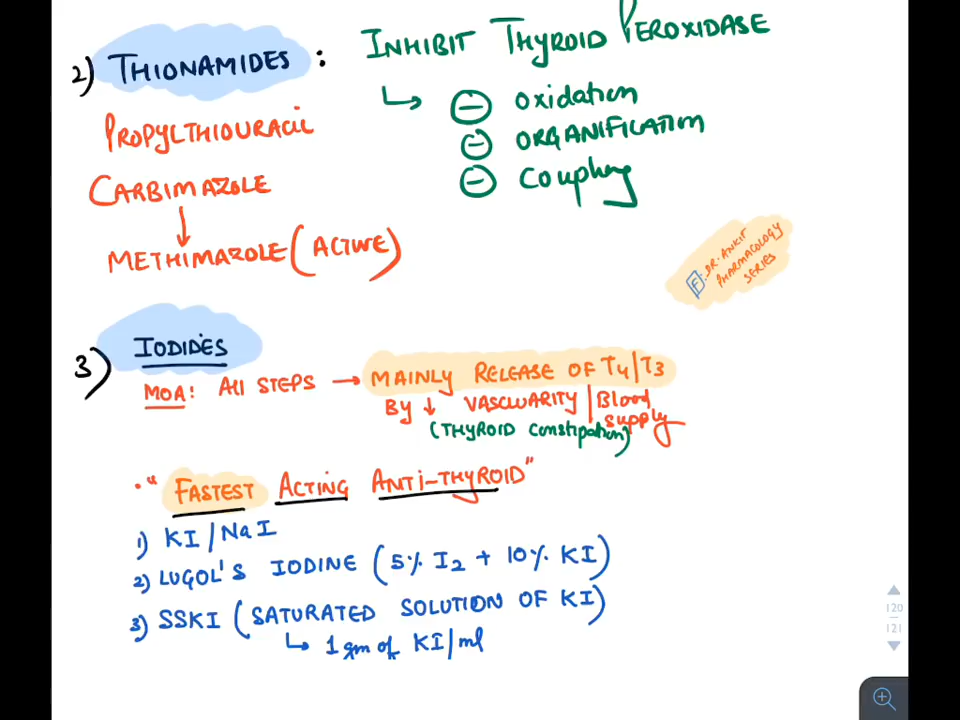 2) THIONAMIDES : INHIBIT THYROID PEROXIDASE
↳ ⊖ Oxidation
⊖ ORGANIFICATION
⊖ Coupling
PROPYLTHIOURACIL
CARBIMAZOLE
↓
METHIMAZOLE (ACTIVE)
F: DR. ANKIT
PHARMACOLOGY
SERIES
3) IODIDES
MOA: All STEPS → MAINLY RELEASE OF T4/T3
By ↓ VASCULARITY / Blood supply
(THYROID Constipation)
• "FASTEST ACTING ANTI-THYROID"
1) KI/NaI
2) LUGOL'S IODINE (5% I2 + 10% KI)
3) SSKI (SATURATED SOLUTION OF KI)
↳ 1 gm of KI/ml
120
121